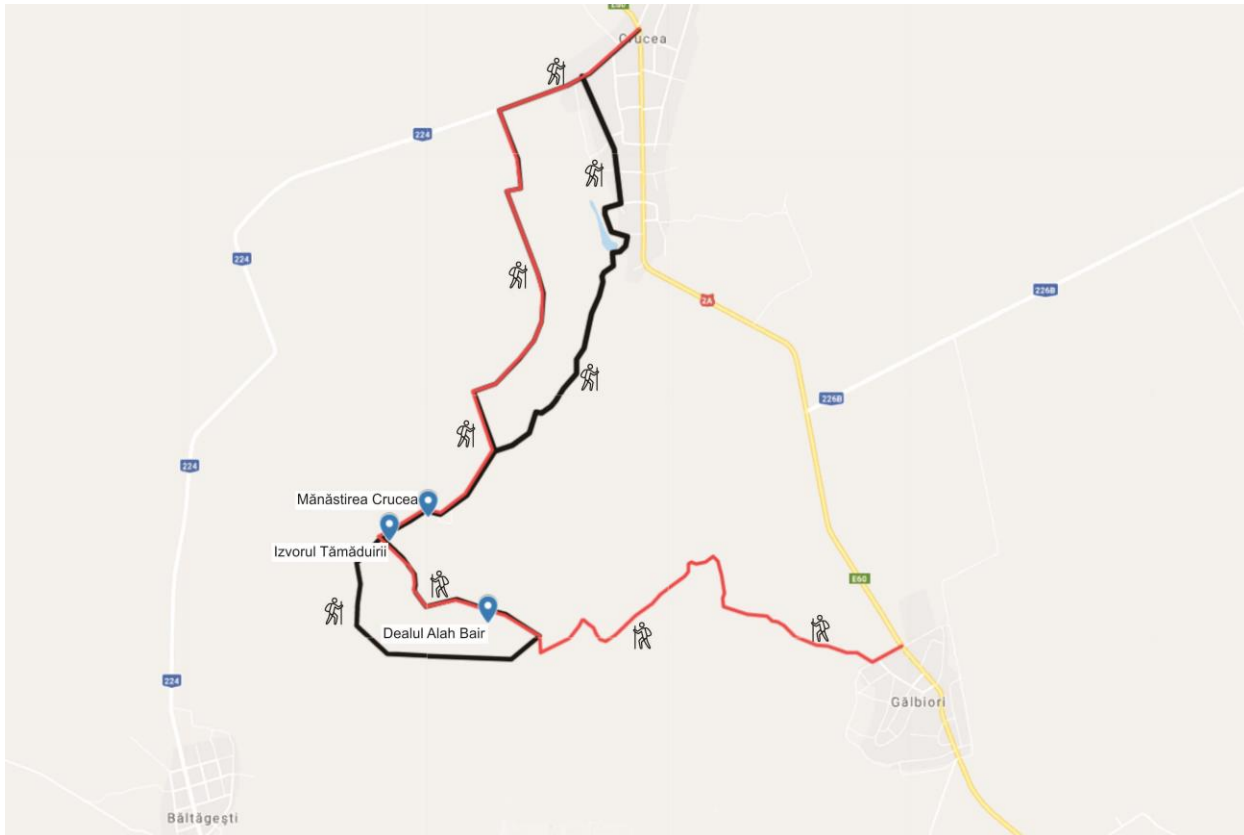 E60
Crucea
224
224
2A
226B
226B
224
Mănăstirea Crucea
Izvorul Tămăduirii
E60
Dealul Alah Bair
224
Gălbiori
Băltăgești